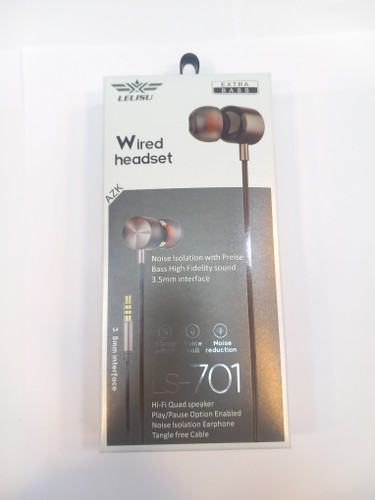 LELISU
EXTRA
BASS
Wired
headset
AZK
Noise Isolation with Preise
Bass High Fidelity sound
3.5mm interface
3.5mm interface
call
Noise
reduction
LS-701
Hi-Fi Quad speaker
Play/Pause Option Enabled
Noise Isolation Earphone
Tangle free Cable